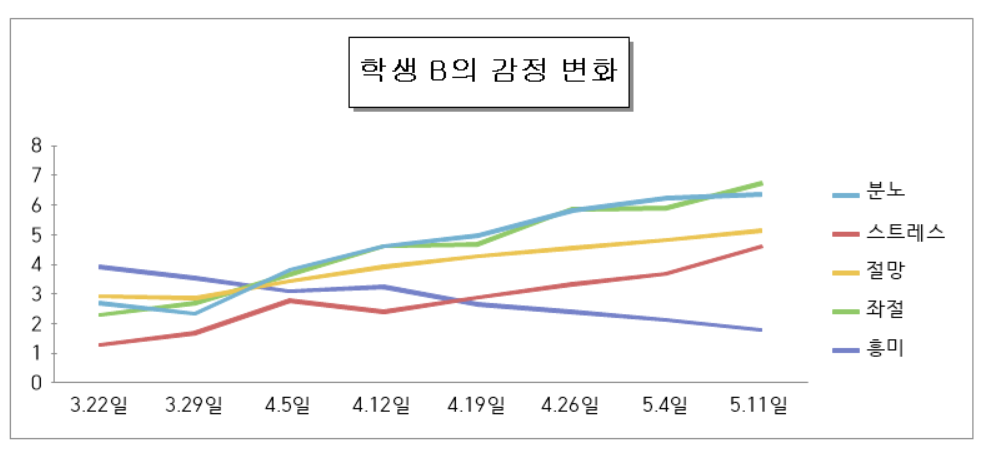 학생 B의 감정 변화
8
7
6
5
4
3
2
1
0
3.22일 3.29일 4.5일 4.12일 4.19일 4.26일 5.4일 5.11일
분노
스트레스
절망
좌절
흥미